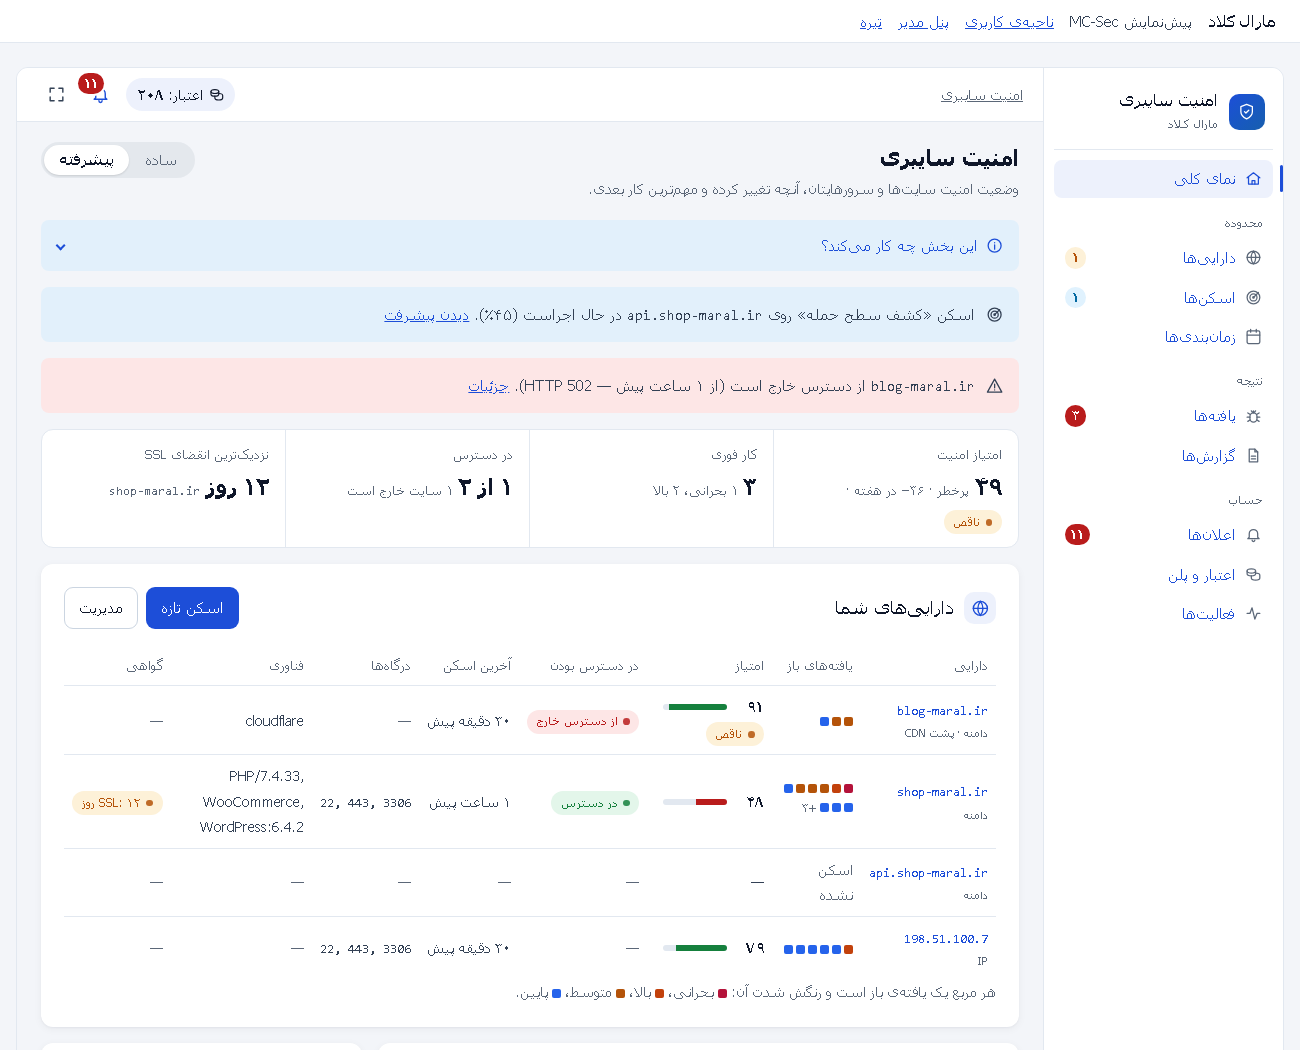 مارال کلاد پیش‌نمایش MC-Sec ناحیه‌ی کاربری پنل مدیر تیره
امنیت سایبری
مارال کلاد
نمای کلی
محدوده
دارایی‌ها ۱
اسکن‌ها ۱
زمان‌بندی‌ها
نتیجه
یافته‌ها ۳
گزارش‌ها
حساب
اعلان‌ها ۱۱
اعتبار و پلن
فعالیت‌ها
امنیت سایبری
اعتبار: ۲۰۸
۱۱
امنیت سایبری
ساده پیشرفته
وضعیت امنیت سایت‌ها و سرورهایتان، آنچه تغییر کرده و مهم‌ترین کار بعدی.
این بخش چه کار می‌کند؟
اسکن «کشف سطح حمله» روی api.shop-maral.ir در حال اجراست (۴۵٪). دیدن پیشرفت
blog-maral.ir از دسترس خارج است (از ۱ ساعت پیش — HTTP 502). جزئیات
امتیاز امنیت
۴۹ پرخطر · ۲۶− در هفته ·
ناقص
کار فوری
۳ ۱ بحرانی، ۲ بالا
در دسترس
۱ از ۲ ۱ سایت خارج است
نزدیک‌ترین انقضای SSL
۱۲ روز shop-maral.ir
دارایی‌های شما
اسکن تازه مدیریت
دارایی یافته‌های باز امتیاز در دسترس بودن آخرین اسکن درگاه‌ها فناوری گواهی
blog-maral.ir
دامنه · پشت CDN
۹۱
ناقص
از دسترس خارج
۲۰ دقیقه پیش
—
cloudflare
—
shop-maral.ir
دامنه
+۲
۴۸
در دسترس
۱ ساعت پیش
22, 443, 3306
PHP/7.4.33,
WooCommerce,
WordPress:6.4.2
SSL: ۱۲ روز
api.shop-maral.ir
دامنه
اسکن
نشده
— — — — — —
198.51.100.7
IP
۷۹
—
۲۰ دقیقه پیش
22, 443, 3306
—
—
هر مربع یک یافته‌ی باز است و رنگش شدت آن: بحرانی، بالا، متوسط، پایین.